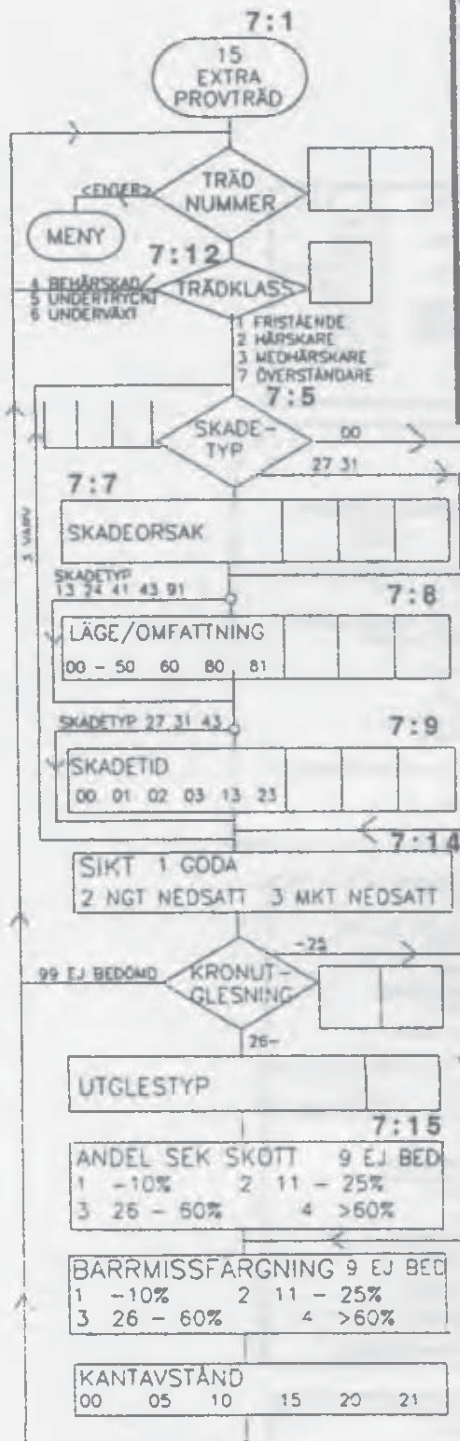 7:1
15
EXTRA
PROVTRÄD
<ENTER>
TRÄD
NUMMER
MENY
7:12
4 BEHÄRSKAD/
5 UNDERTRYCKT
6 UNDERVÄXT
TRÄDKLASS
1 FRISTÅENDE
2 HÄRSKARE
3 MEDHÄRSKARE
7 ÖVERSTÅNDARE
7:5
SKADE-
TYP
00
27 31
7:7
SKADEORSAK
3 VARV
SKADETYP
13 24 41 43 91
7:8
LÄGE/OMFATTNING
00 - 50 60 80 81
SKADETYP 27 31 43
7:9
SKADETID
00 01 02 03 13 23
7:14
SIKT 1 GODA
2 NGT NEDSATT 3 MKT NEDSATT
-25
99 EJ BEDÖMD
KRONUT-
GLESNING
26-
UTGLESTYP
7:15
ANDEL SEK SKOTT 9 EJ BED
1 -10% 2 11 - 25%
3 26 - 60% 4 >60%
BARRMISSFÄRGNING 9 EJ BED
1 -10% 2 11 - 25%
3 26 - 60% 4 >60%
KANTAVSTÅND
00 05 10 15 20 21